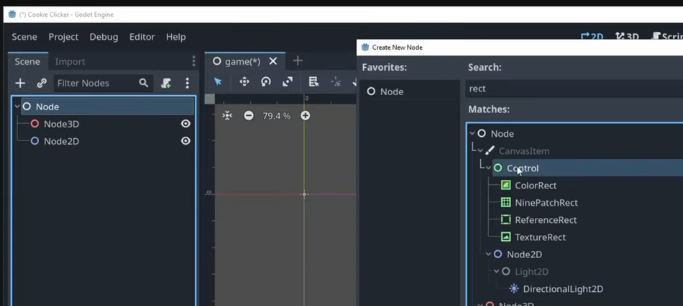 (*) Cookie Clicker - Godot Engine
Scene Project Debug Editor Help
2D 3D Scrip
Create New Node
Scene Import
game(*)
Favorites:
Search:
Filter Nodes
Node
rect
Matches:
Node
Node3D
Node2D
79.4 %
Node
CanvasItem
Control
ColorRect
NinePatchRect
ReferenceRect
TextureRect
Node2D
Light2D
DirectionalLight2D
Node3D